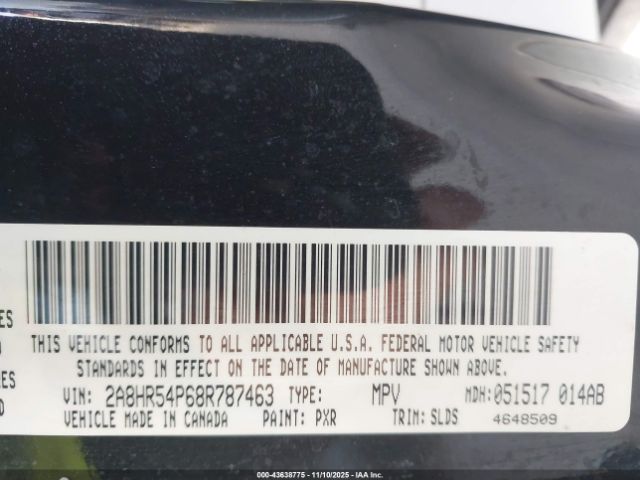 ES
THIS VEHICLE CONFORMS TO ALL APPLICABLE U.S.A. FEDERAL MOTOR VEHICLE SAFETY
STANDARDS IN EFFECT ON THE DATE OF MANUFACTURE SHOWN ABOVE.
RES
VIN: 2A8HR54P68R787463 TYPE: MPV MDH:051517 014AB
VEHICLE MADE IN CANADA PAINT: PXR TRIM:SLDS 4648509
000-43638775 — 11/10/2025 — © IAA, Inc.